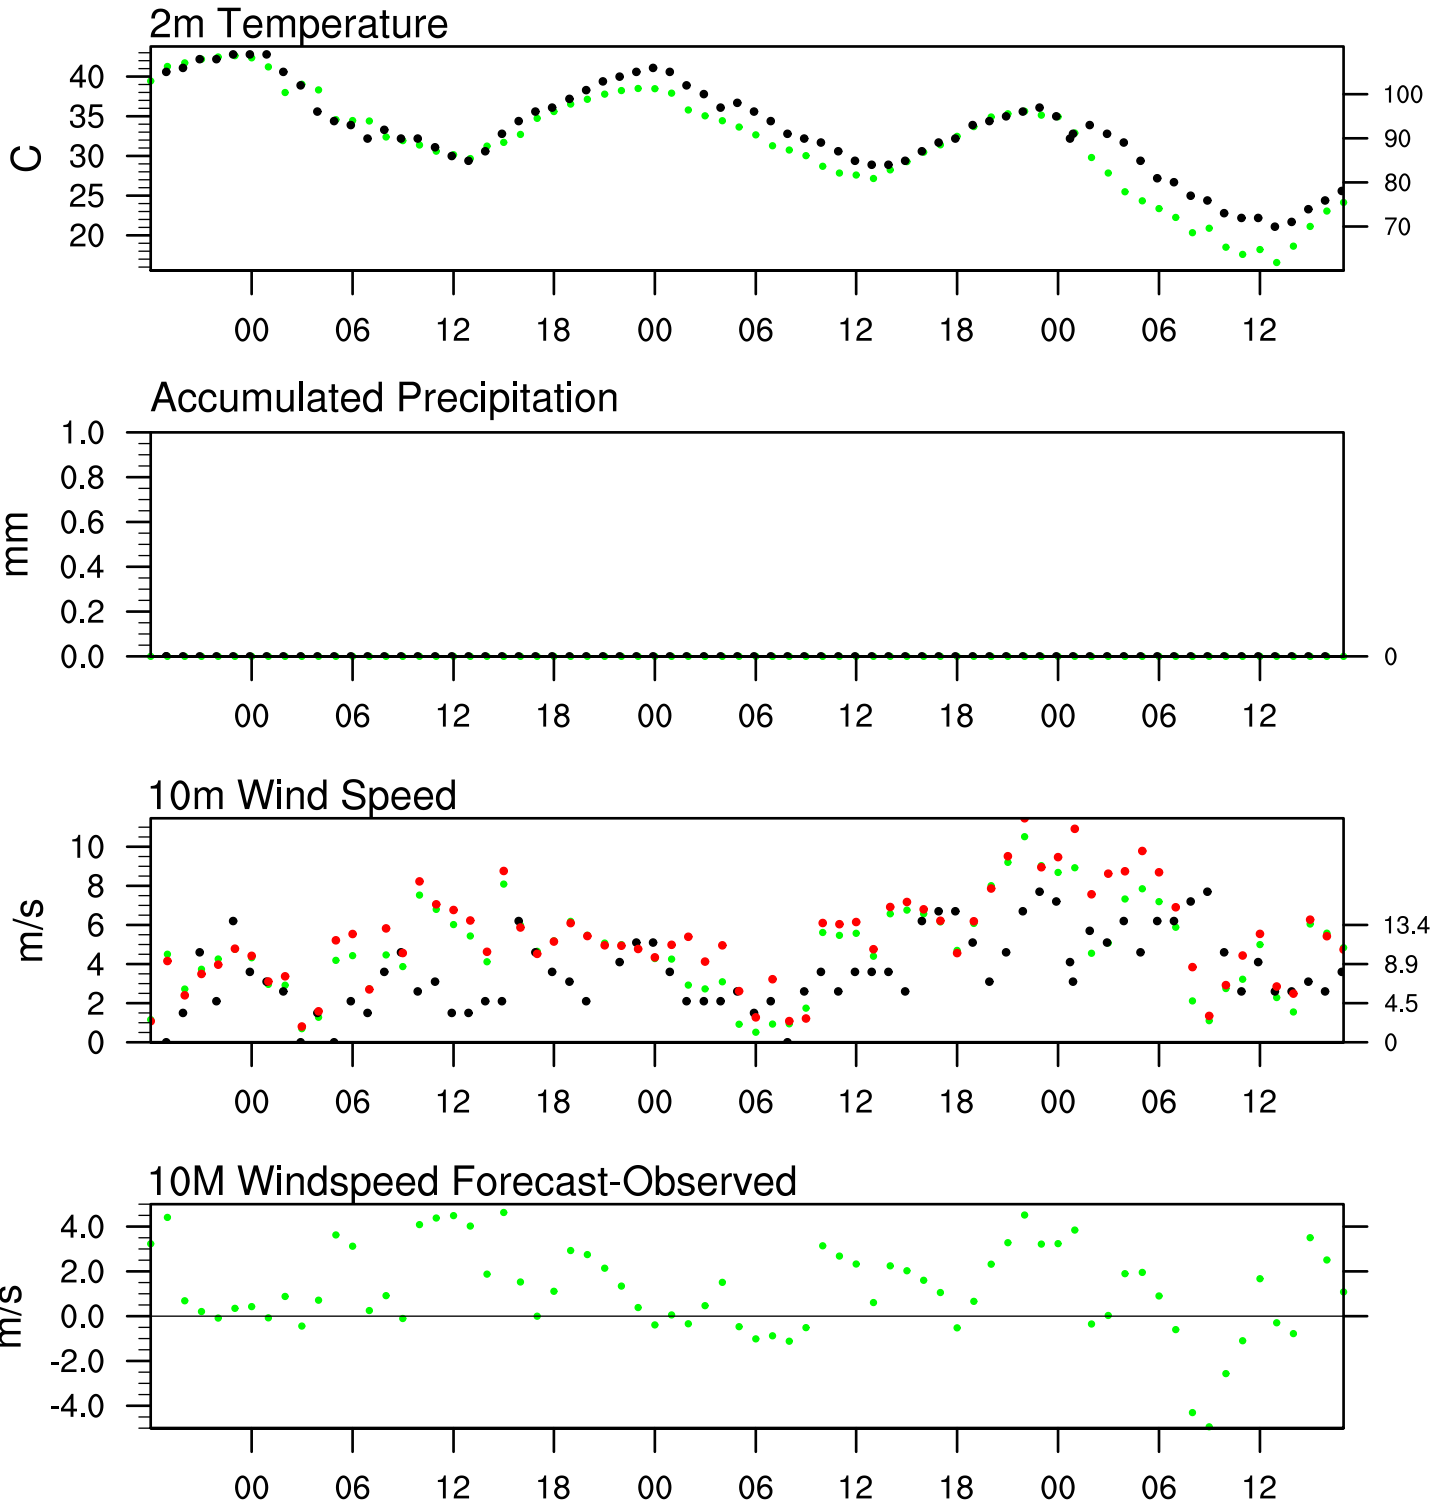 2m Temperature
40
35
30
25
20
C
100
90
80
70
00 06 12 18 00 06 12 18 00 06 12
Accumulated Precipitation
1.0
0.8
0.6
0.4
0.2
0.0
mm
0
00 06 12 18 00 06 12 18 00 06 12
10m Wind Speed
10
8
6
4
2
0
m/s
13.4
8.9
4.5
0
00 06 12 18 00 06 12 18 00 06 12
10M Windspeed Forecast-Observed
4.0
2.0
0.0
-2.0
-4.0
m/s
00 06 12 18 00 06 12 18 00 06 12